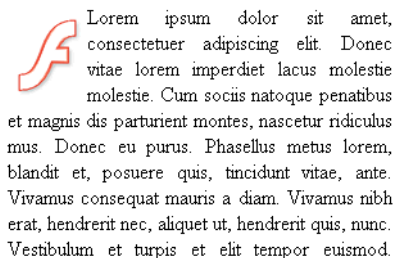 Lorem ipsum dolor sit amet,
consectetuer adipiscing elit. Donec
vitae lorem imperdiet lacus molestie
molestie. Cum sociis natoque penatibus
et magnis dis parturient montes, nascetur ridiculus
mus. Donec eu purus. Phasellus metus lorem,
blandit et, posuere quis, tincidunt vitae, ante.
Vivamus consequat mauris a diam. Vivamus nibh
erat, hendrerit nec, aliquet ut, hendrerit quis, nunc.
Vestibulum et turpis et elit tempor euismod.